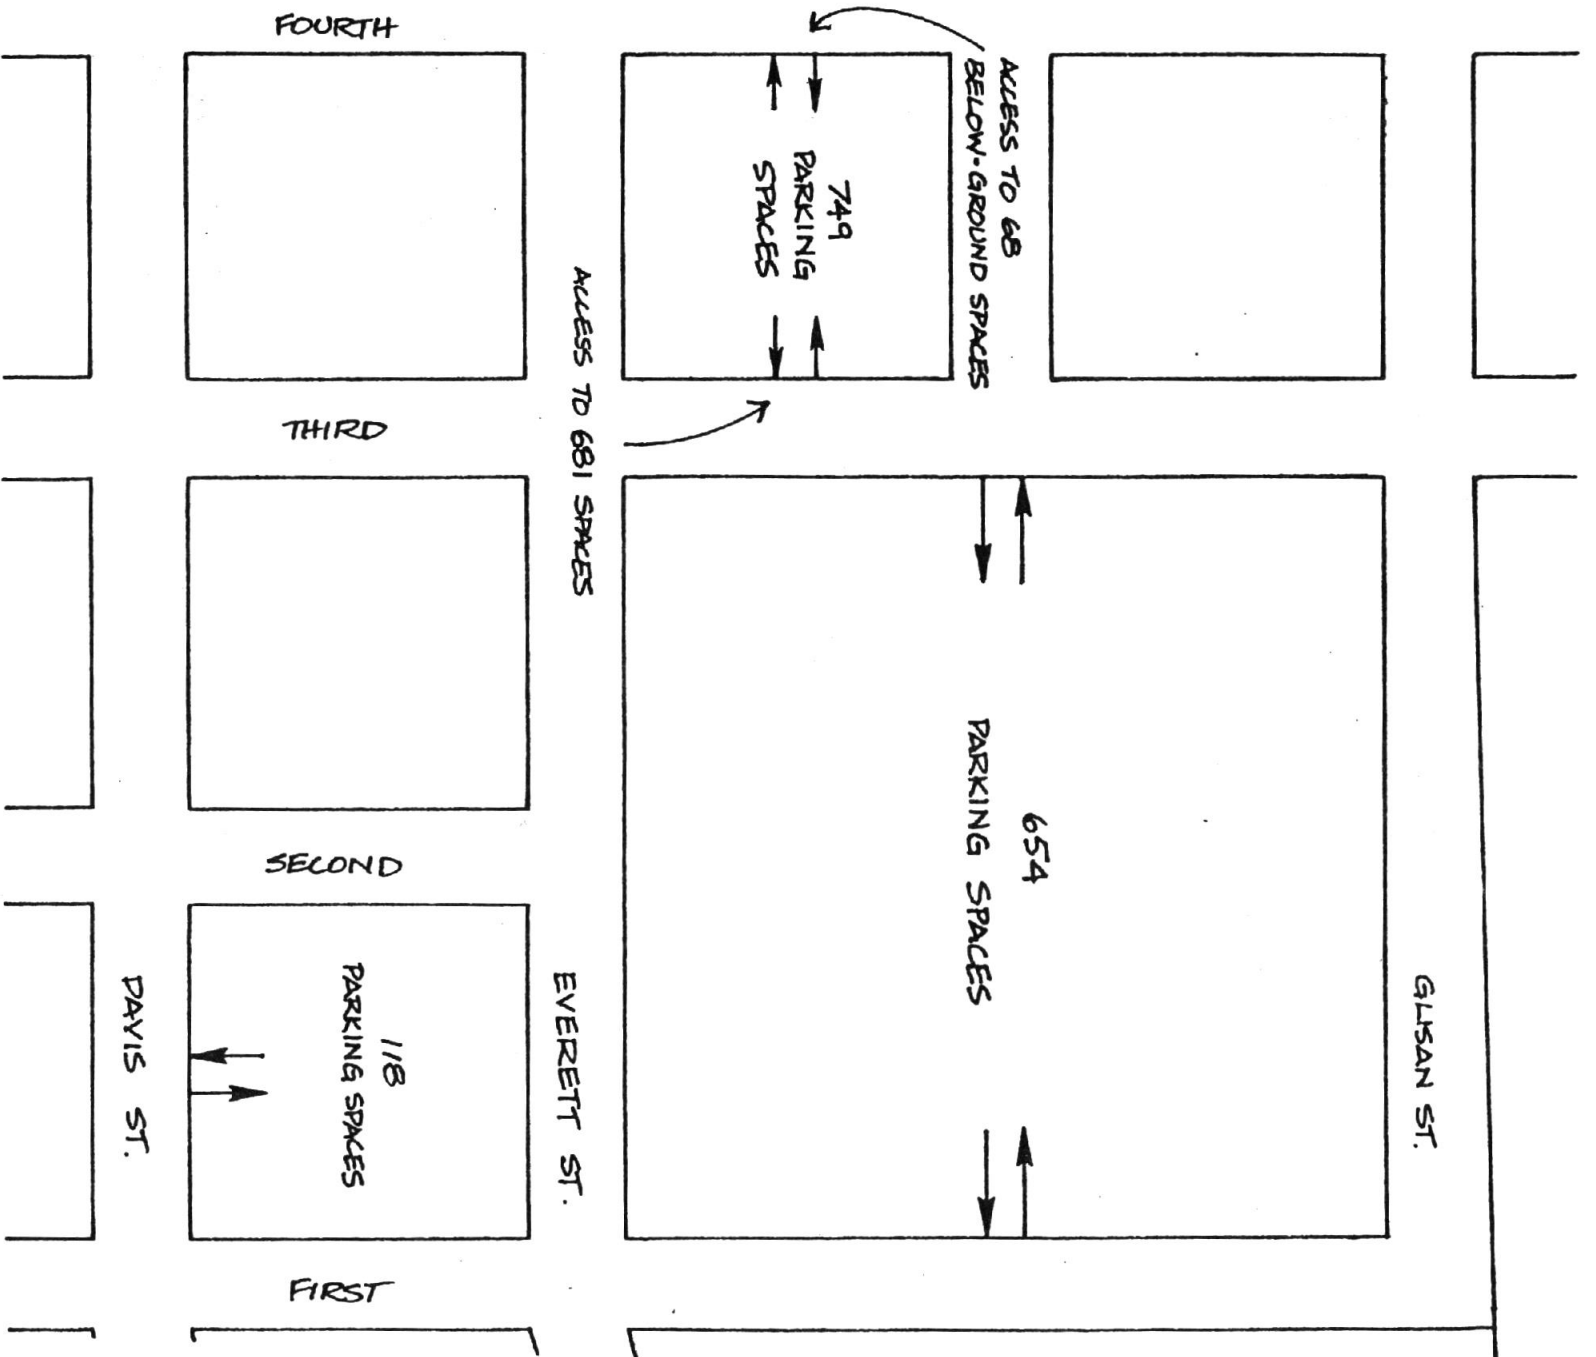 FOURTH
ACCESS TO 68
BELOW-GROUND SPACES
749
PARKING
SPACES
ACCESS TO 681 SPACES
THIRD
654
PARKING SPACES
SECOND
118
PARKING SPACES
DAVIS ST.
EVERETT ST.
GLISAN ST.
FIRST